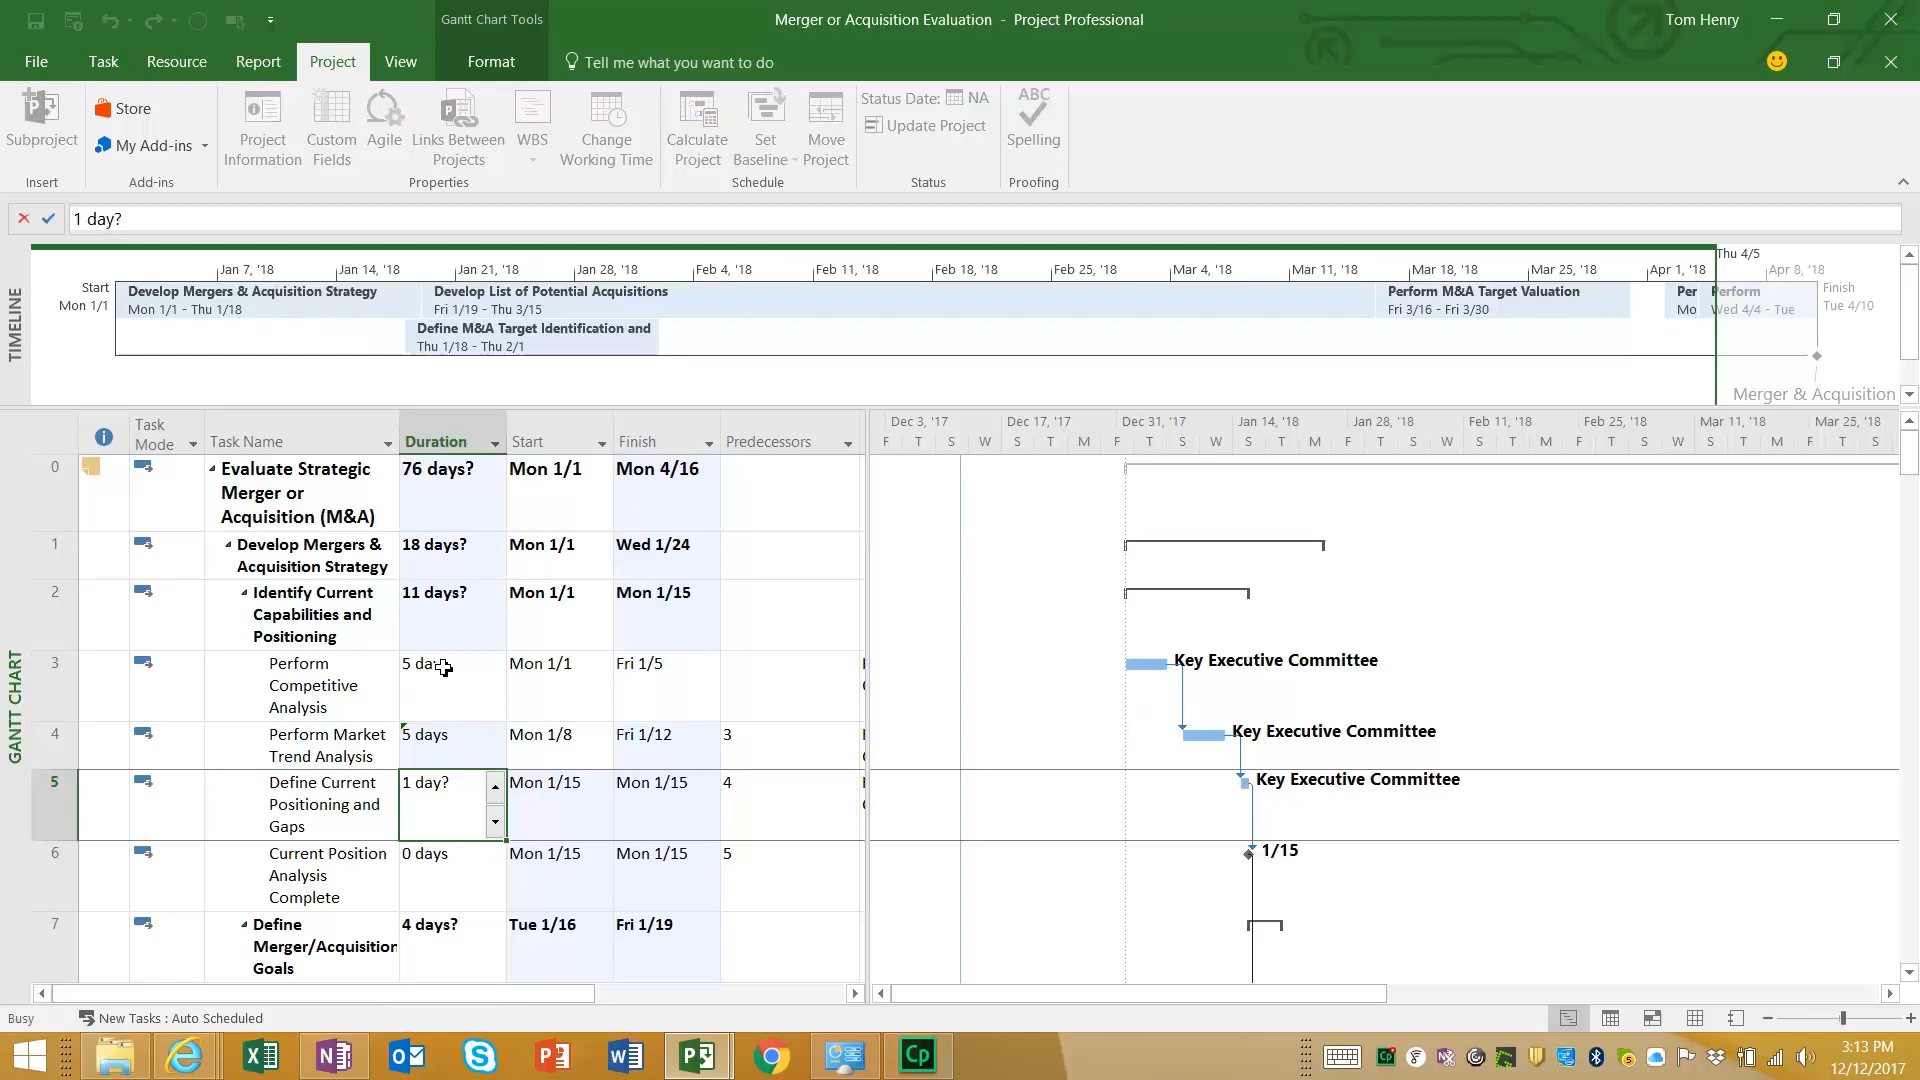 Gantt Chart Tools
Merger or Acquisition Evaluation - Project Professional
Tom Henry
File
Task
Resource
Report
Project
View
Format
Tell me what you want to do
Subproject
Store
My Add-ins
Project
Information
Custom
Fields
Agile
Links Between
Projects
WBS
Change
Working Time
Calculate
Project
Set
Baseline
Move
Project
Status Date: NA
Update Project
ABC
Spelling
Insert
Add-ins
Properties
Schedule
Status
Proofing
1 day?
TIMELINE
Thu 4/5
Jan 7, '18
Jan 14, '18
Jan 21, '18
Jan 28, '18
Feb 4, '18
Feb 11, '18
Feb 18, '18
Feb 25, '18
Mar 4, '18
Mar 11, '18
Mar 18, '18
Mar 25, '18
Apr 1, '18
Apr 8, '18
Start
Mon 1/1
Develop Mergers & Acquisition Strategy
Mon 1/1 - Thu 1/18
Develop List of Potential Acquisitions
Fri 1/19 - Thu 3/15
Perform M&A Target Valuation
Fri 3/16 - Fri 3/30
Per
Mo
Perform
Wed 4/4 - Tue
Finish
Tue 4/10
Define M&A Target Identification and
Thu 1/18 - Thu 2/1
Merger & Acquisition
GANTT CHART
Task
Mode
Task Name
Duration
Start
Finish
Predecessors
Dec 3, '17
Dec 17, '17
Dec 31, '17
Jan 14, '18
Jan 28, '18
Feb 11, '18
Feb 25, '18
Mar 11, '18
Mar 25, '18
F T S W S T M F T S W S T M F T S W S T M F T S W S T M F T S
0 Evaluate Strategic 76 days? Mon 1/1 Mon 4/16
Merger or
Acquisition (M&A)
1 Develop Mergers & 18 days? Mon 1/1 Wed 1/24
Acquisition Strategy
2 Identify Current 11 days? Mon 1/1 Mon 1/15
Capabilities and
Positioning
3 Perform 5 Mon 1/1 Fri 1/5 Key Executive Committee
Competitive
Analysis
4 Perform Market 5 days Mon 1/8 Fri 1/12 3 Key Executive Committee
Trend Analysis
5 Define Current 1 day? Mon 1/15 Mon 1/15 4 Key Executive Committee
Positioning and
Gaps
6 Current Position 0 days Mon 1/15 Mon 1/15 5 1/15
Analysis
Complete
7 Define 4 days? Tue 1/16 Fri 1/19
Merger/Acquisition
Goals
Busy
New Tasks : Auto Scheduled
3:13 PM
12/12/2017